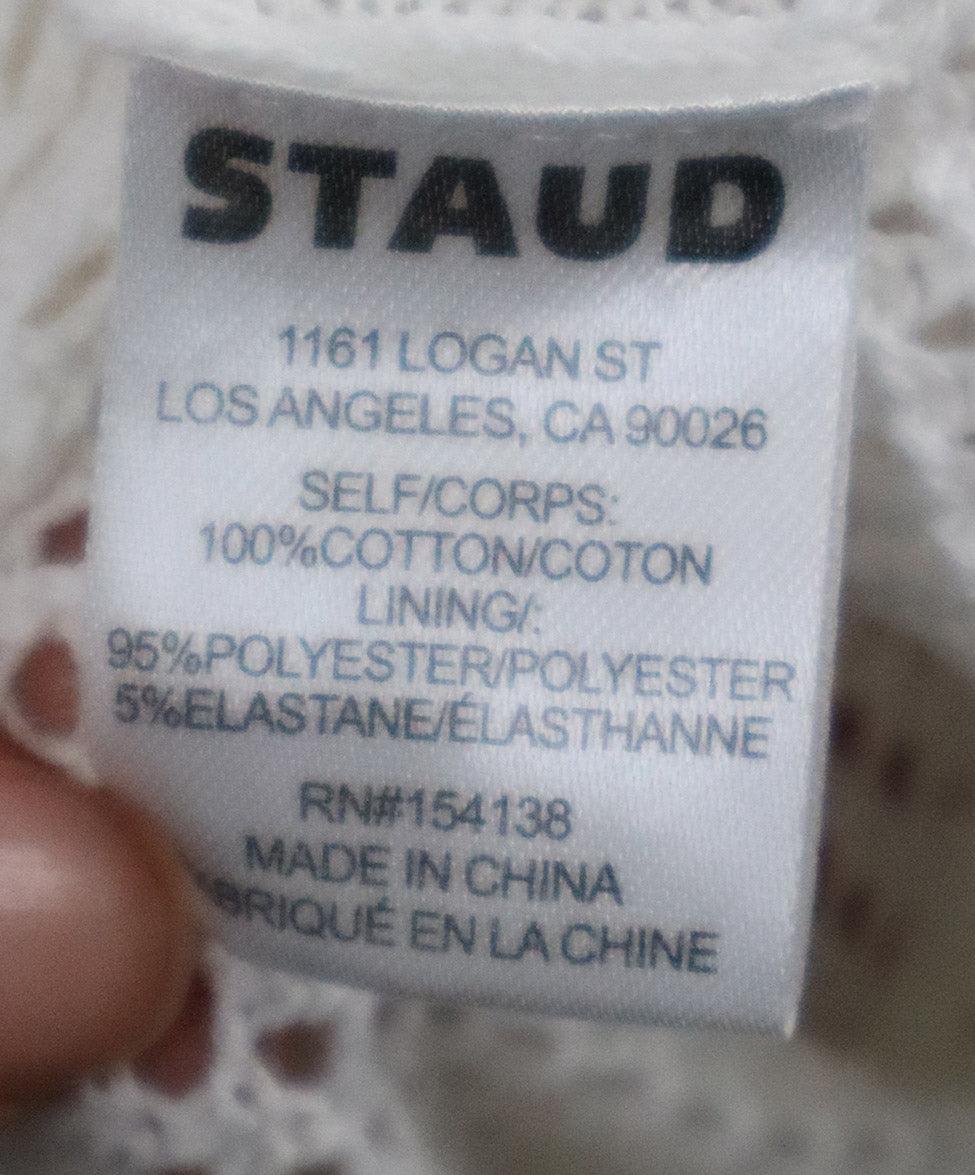 STAUD
1161 LOGAN ST
LOS ANGELES, CA 90026
SELF/CORPS:
100%COTTON/COTON
LINING/:
95%POLYESTER/POLYESTER
5%ELASTANE/ÉLASTHANNE
RN#154138
MADE IN CHINA
EN LA CHINE